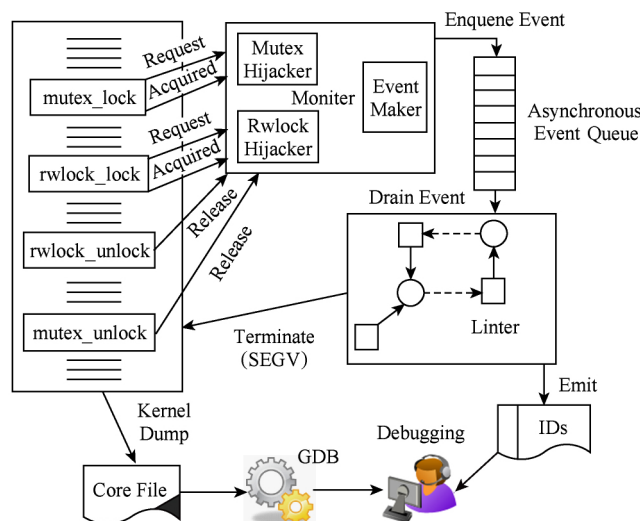 Enquene Event
Request
Acquired
mutex_lock
Mutex
Hijacker
Moniter
Event
Maker
Asynchronous
Event Queue
Request
Acquired
rwlock_lock
Rwlock
Hijacker
Release
rwlock_unlock
Release
mutex_unlock
Drain Event
Linter
Terminate
(SEGV)
Emit
IDs
Kernel
Dump
Core File
GDB
Debugging